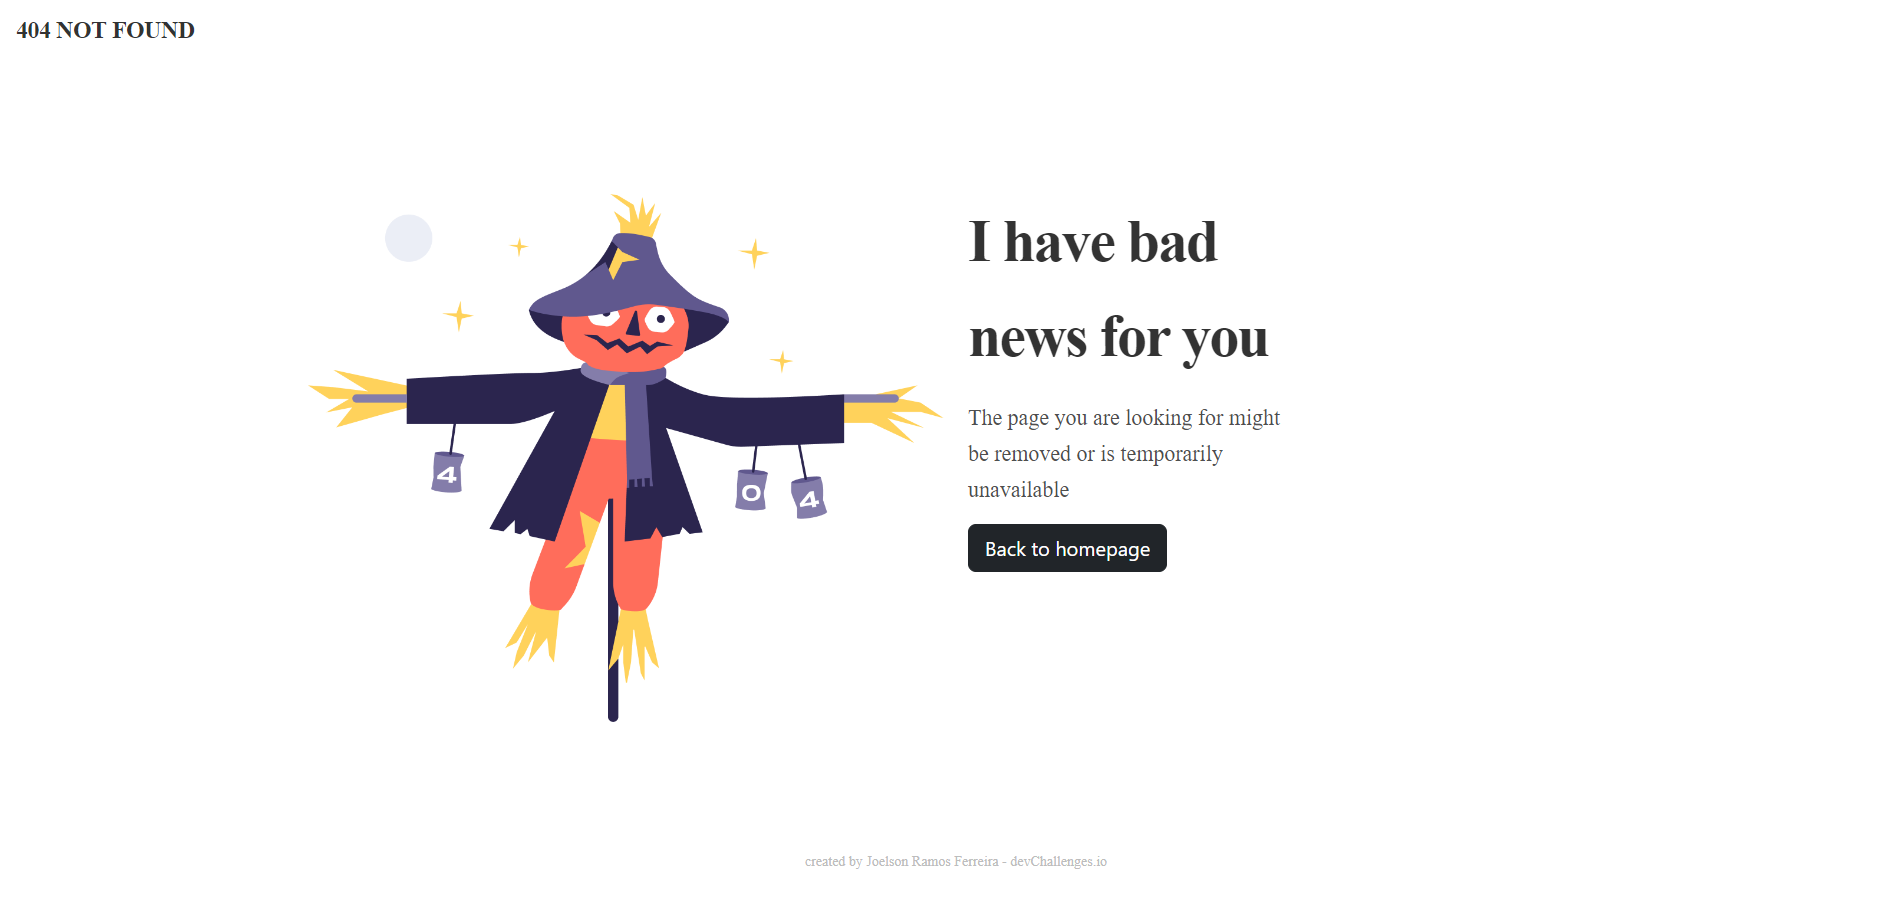 404 NOT FOUND
I have bad
news for you
The page you are looking for might
be removed or is temporarily
unavailable
Back to homepage
4
0
4
created by Joelson Ramos Ferreira - devChallenges.io